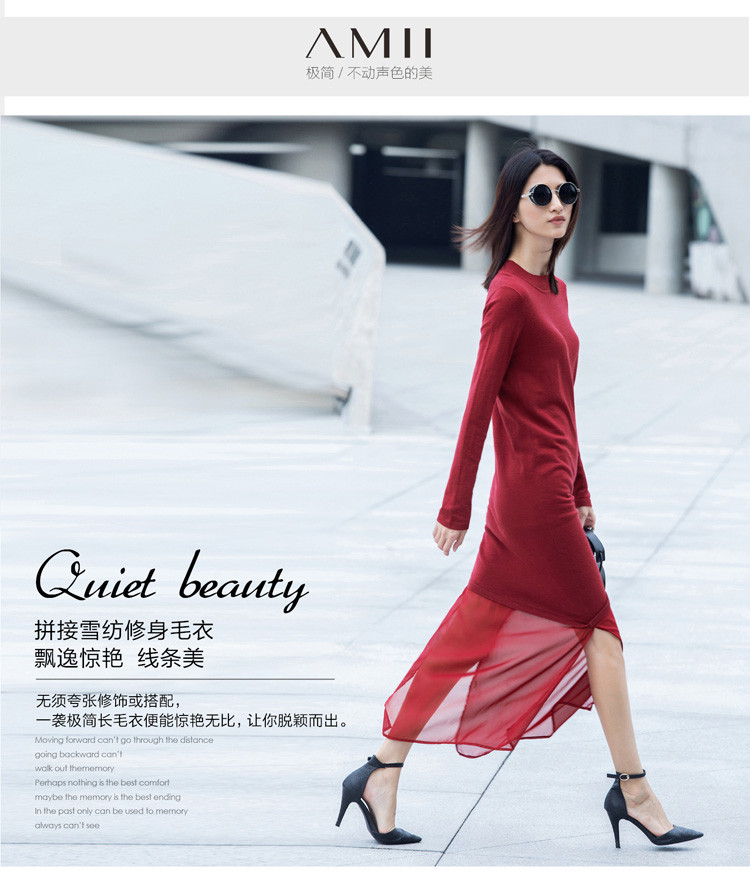 AMII
极简 / 不动声色的美
Quiet beauty
拼接雪纺修身毛衣
飘逸惊艳 线条美
无须夸张修饰或搭配，
一袭极简长毛衣便能惊艳无比，让你脱颖而出。
Moving forward can't go through the distance
going backward can't
walk out thememory
Perhaps nothing is the best comfort
maybe the memory is the best ending
In the past only can be used to memory
always can't see